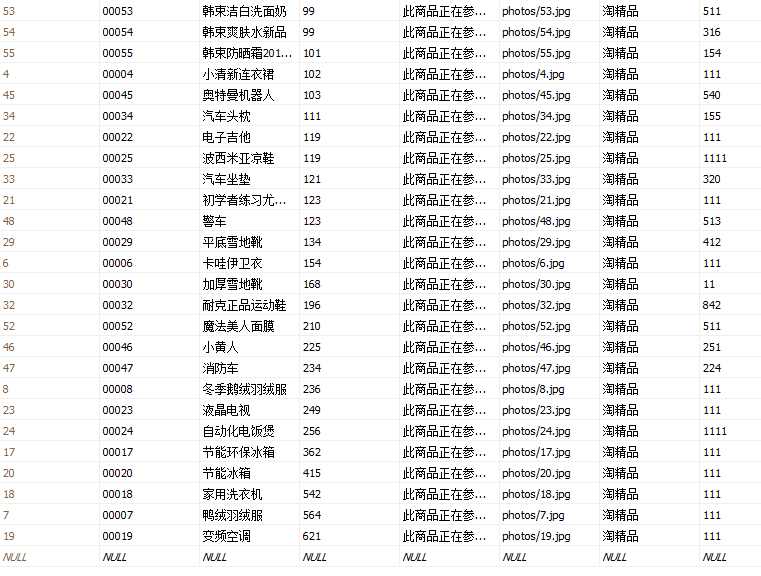 53 00053 韩束洁白洗面奶 99 此商品正在参... photos/53.jpg 淘精品 511
54 00054 韩束爽肤水新品 99 此商品正在参... photos/54.jpg 淘精品 316
55 00055 韩束防晒霜201... 101 此商品正在参... photos/55.jpg 淘精品 154
4 00004 小清新连衣裙 102 此商品正在参... photos/4.jpg 淘精品 111
45 00045 奥特曼机器人 103 此商品正在参... photos/45.jpg 淘精品 540
34 00034 汽车头枕 111 此商品正在参... photos/34.jpg 淘精品 155
22 00022 电子吉他 119 此商品正在参... photos/22.jpg 淘精品 111
25 00025 波西米亚凉鞋 119 此商品正在参... photos/25.jpg 淘精品 1111
33 00033 汽车坐垫 121 此商品正在参... photos/33.jpg 淘精品 320
21 00021 初学者练习尤... 123 此商品正在参... photos/21.jpg 淘精品 111
48 00048 警车 123 此商品正在参... photos/48.jpg 淘精品 513
29 00029 平底雪地靴 134 此商品正在参... photos/29.jpg 淘精品 412
6 00006 卡哇伊卫衣 154 此商品正在参... photos/6.jpg 淘精品 111
30 00030 加厚雪地靴 168 此商品正在参... photos/30.jpg 淘精品 11
32 00032 耐克正品运动鞋 196 此商品正在参... photos/32.jpg 淘精品 842
52 00052 魔法美人面膜 210 此商品正在参... photos/52.jpg 淘精品 511
46 00046 小黄人 225 此商品正在参... photos/46.jpg 淘精品 251
47 00047 消防车 234 此商品正在参... photos/47.jpg 淘精品 224
8 00008 冬季鹅绒羽绒服 236 此商品正在参... photos/8.jpg 淘精品 111
23 00023 液晶电视 249 此商品正在参... photos/23.jpg 淘精品 111
24 00024 自动化电饭煲 256 此商品正在参... photos/24.jpg 淘精品 1111
17 00017 节能环保冰箱 362 此商品正在参... photos/17.jpg 淘精品 111
20 00020 节能冰箱 415 此商品正在参... photos/20.jpg 淘精品 111
18 00018 家用洗衣机 542 此商品正在参... photos/18.jpg 淘精品 111
7 00007 鸭绒羽绒服 564 此商品正在参... photos/7.jpg 淘精品 111
19 00019 变频空调 621 此商品正在参... photos/19.jpg 淘精品 111
NULL NULL NULL NULL NULL NULL NULL NULL